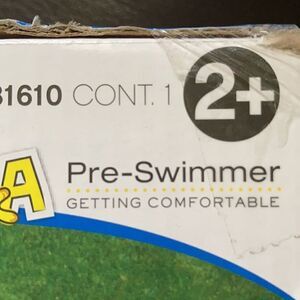 31610 CONT. 1
2+
A
Pre-Swimmer
GETTING COMFORTABLE